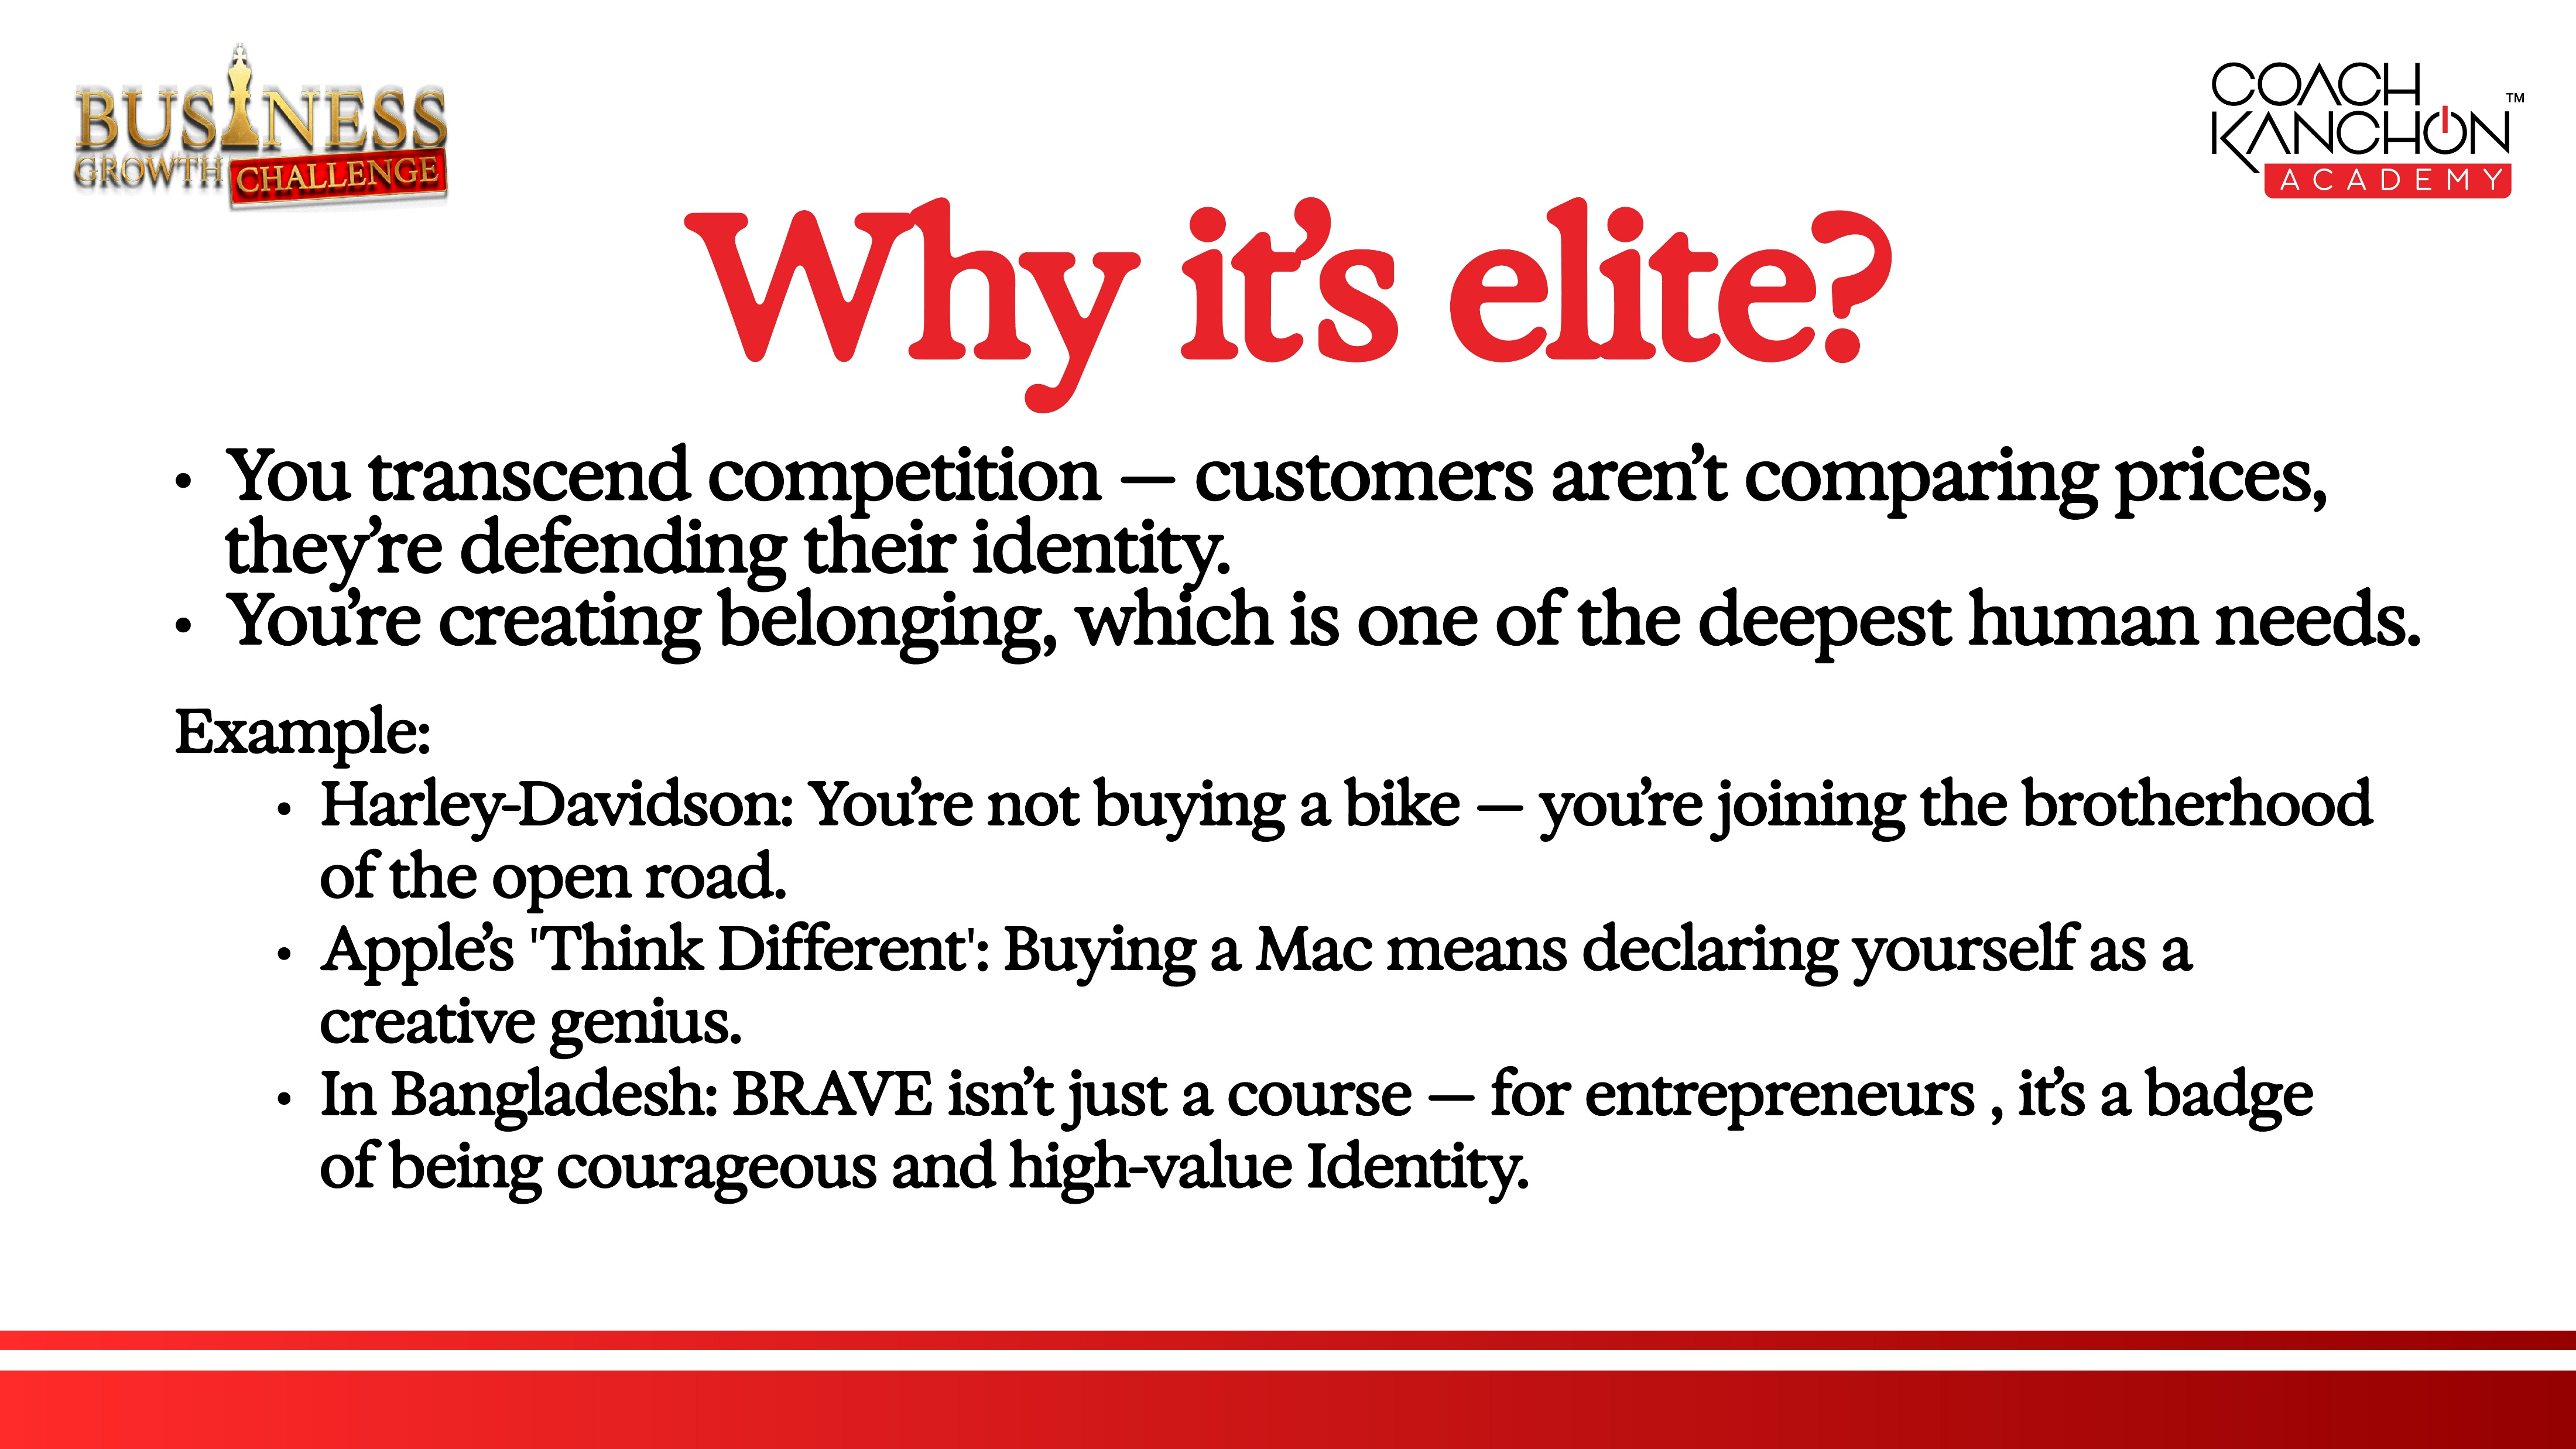 BUSINESS
GROWTH CHALLENGE
COACH
KANCHON™
ACADEMY
Why it’s elite?
• You transcend competition — customers aren’t comparing prices,
they’re defending their identity.
• You’re creating belonging, which is one of the deepest human needs.
Example:
• Harley-Davidson: You’re not buying a bike — you’re joining the brotherhood
of the open road.
• Apple’s 'Think Different': Buying a Mac means declaring yourself as a
creative genius.
• In Bangladesh: BRAVE isn’t just a course — for entrepreneurs , it’s a badge
of being courageous and high-value Identity.